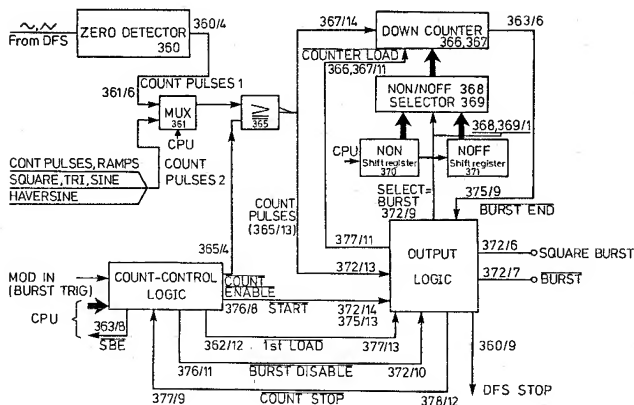 From DFS
ZERO DETECTOR
360
360/4
COUNT PULSES 1
361/6
MUX
361
CPU
COUNT
PULSES 2
CONT PULSES, RAMPS
SQUARE, TRI, SINE
HAVERSINE
≥
365
367/14
DOWN COUNTER
366,367
363/6
COUNTER LOAD
366,367/11
NON/NOFF 368
SELECTOR 369
368,369/1
CPU
NON
Shift register
370
NOFF
Shift register
371
SELECT=
BURST
372/9
375/9
BURST END
COUNT
PULSES
(365/13)
377/11
372/13
OUTPUT
LOGIC
372/6
SQUARE BURST
372/7
BURST
365/4
MOD IN
(BURST TRIG)
CPU
COUNT-CONTROL
LOGIC
COUNT
ENABLE
376/8
START
372/14
375/13
363/8
SBE
362/12
1st LOAD
377/13
376/11
BURST DISABLE
372/10
377/9
COUNT STOP
378/12
360/9
DFS STOP